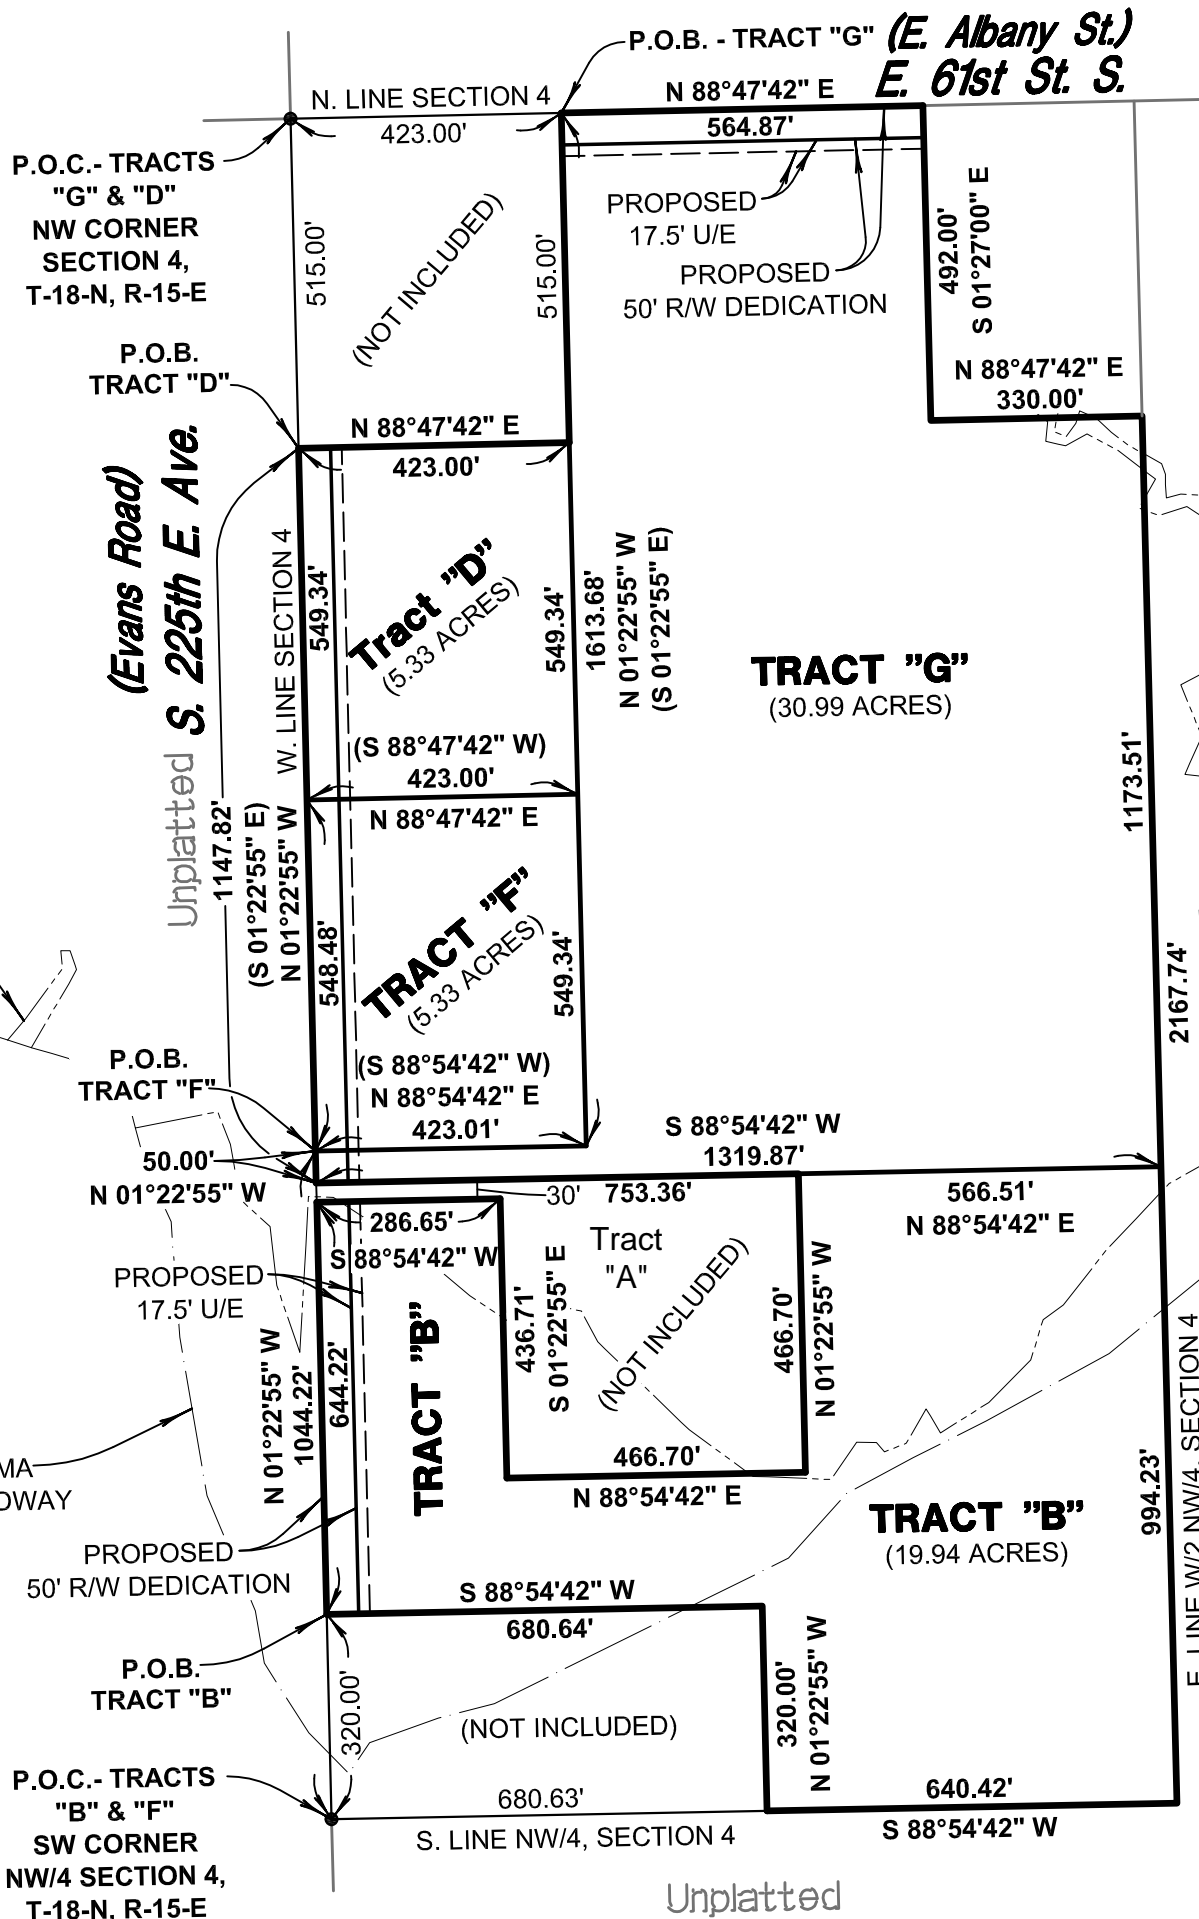 P.O.B. - TRACT "G"
(E. Albany St.)
E. 61st St. S.
N. LINE SECTION 4
423.00'
N 88°47'42" E
564.87'
P.O.C.- TRACTS
"G" & "D"
NW CORNER
SECTION 4,
T-18-N, R-15-E
515.00'
(NOT INCLUDED)
515.00'
PROPOSED
17.5' U/E
PROPOSED
50' R/W DEDICATION
492.00'
S 01°27'00" E
N 88°47'42" E
330.00'
P.O.B.
TRACT "D"
N 88°47'42" E
423.00'
(Evans Road)
S. 225th E. Ave.
Unplatted
W. LINE SECTION 4
549.34'
Tract "D"
(5.33 ACRES)
549.34'
1613.68'
N 01°22'55" W
(S 01°22'55" E)
TRACT "G"
(30.99 ACRES)
1173.51'
2167.74'
(S 88°47'42" W)
423.00'
N 88°47'42" E
1147.82'
(S 01°22'55" E)
N 01°22'55" W
548.48'
TRACT "F"
(5.33 ACRES)
549.34'
(S 88°54'42" W)
N 88°54'42" E
423.01'
P.O.B.
TRACT "F"
50.00'
N 01°22'55" W
S 88°54'42" W
1319.87'
30'
753.36'
566.51'
N 88°54'42" E
286.65'
S 88°54'42" W
Tract
"A"
(NOT INCLUDED)
436.71'
S 01°22'55" E
466.70'
N 01°22'55" W
466.70'
N 88°54'42" E
PROPOSED
17.5' U/E
N 01°22'55" W
1044.22'
644.22'
TRACT "B"
MA
DWAY
PROPOSED
50' R/W DEDICATION
TRACT "B"
(19.94 ACRES)
994.23'
E. LINE W/2 NW/4, SECTION 4
S 88°54'42" W
680.64'
P.O.B.
TRACT "B"
320.00'
(NOT INCLUDED)
320.00'
N 01°22'55" W
P.O.C.- TRACTS
"B" & "F"
SW CORNER
NW/4 SECTION 4,
T-18-N, R-15-E
680.63'
S. LINE NW/4, SECTION 4
640.42'
S 88°54'42" W
Unplatted